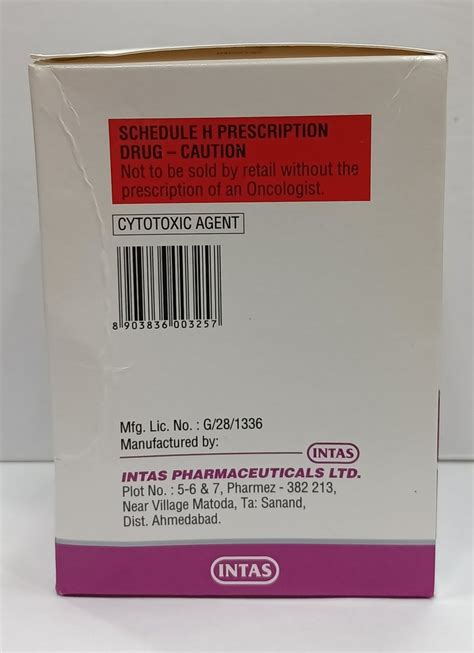 SCHEDULE H PRESCRIPTION
DRUG – CAUTION
Not to be sold by retail without the
prescription of an Oncologist.
CYTOTOXIC AGENT
8 903836 003257
Mfg. Lic. No. : G/28/1336
Manufactured by:
INTAS
INTAS PHARMACEUTICALS LTD.
Plot No. : 5-6 & 7, Pharmez - 382 213,
Near Village Matoda, Ta: Sanand,
Dist. Ahmedabad.
INTAS